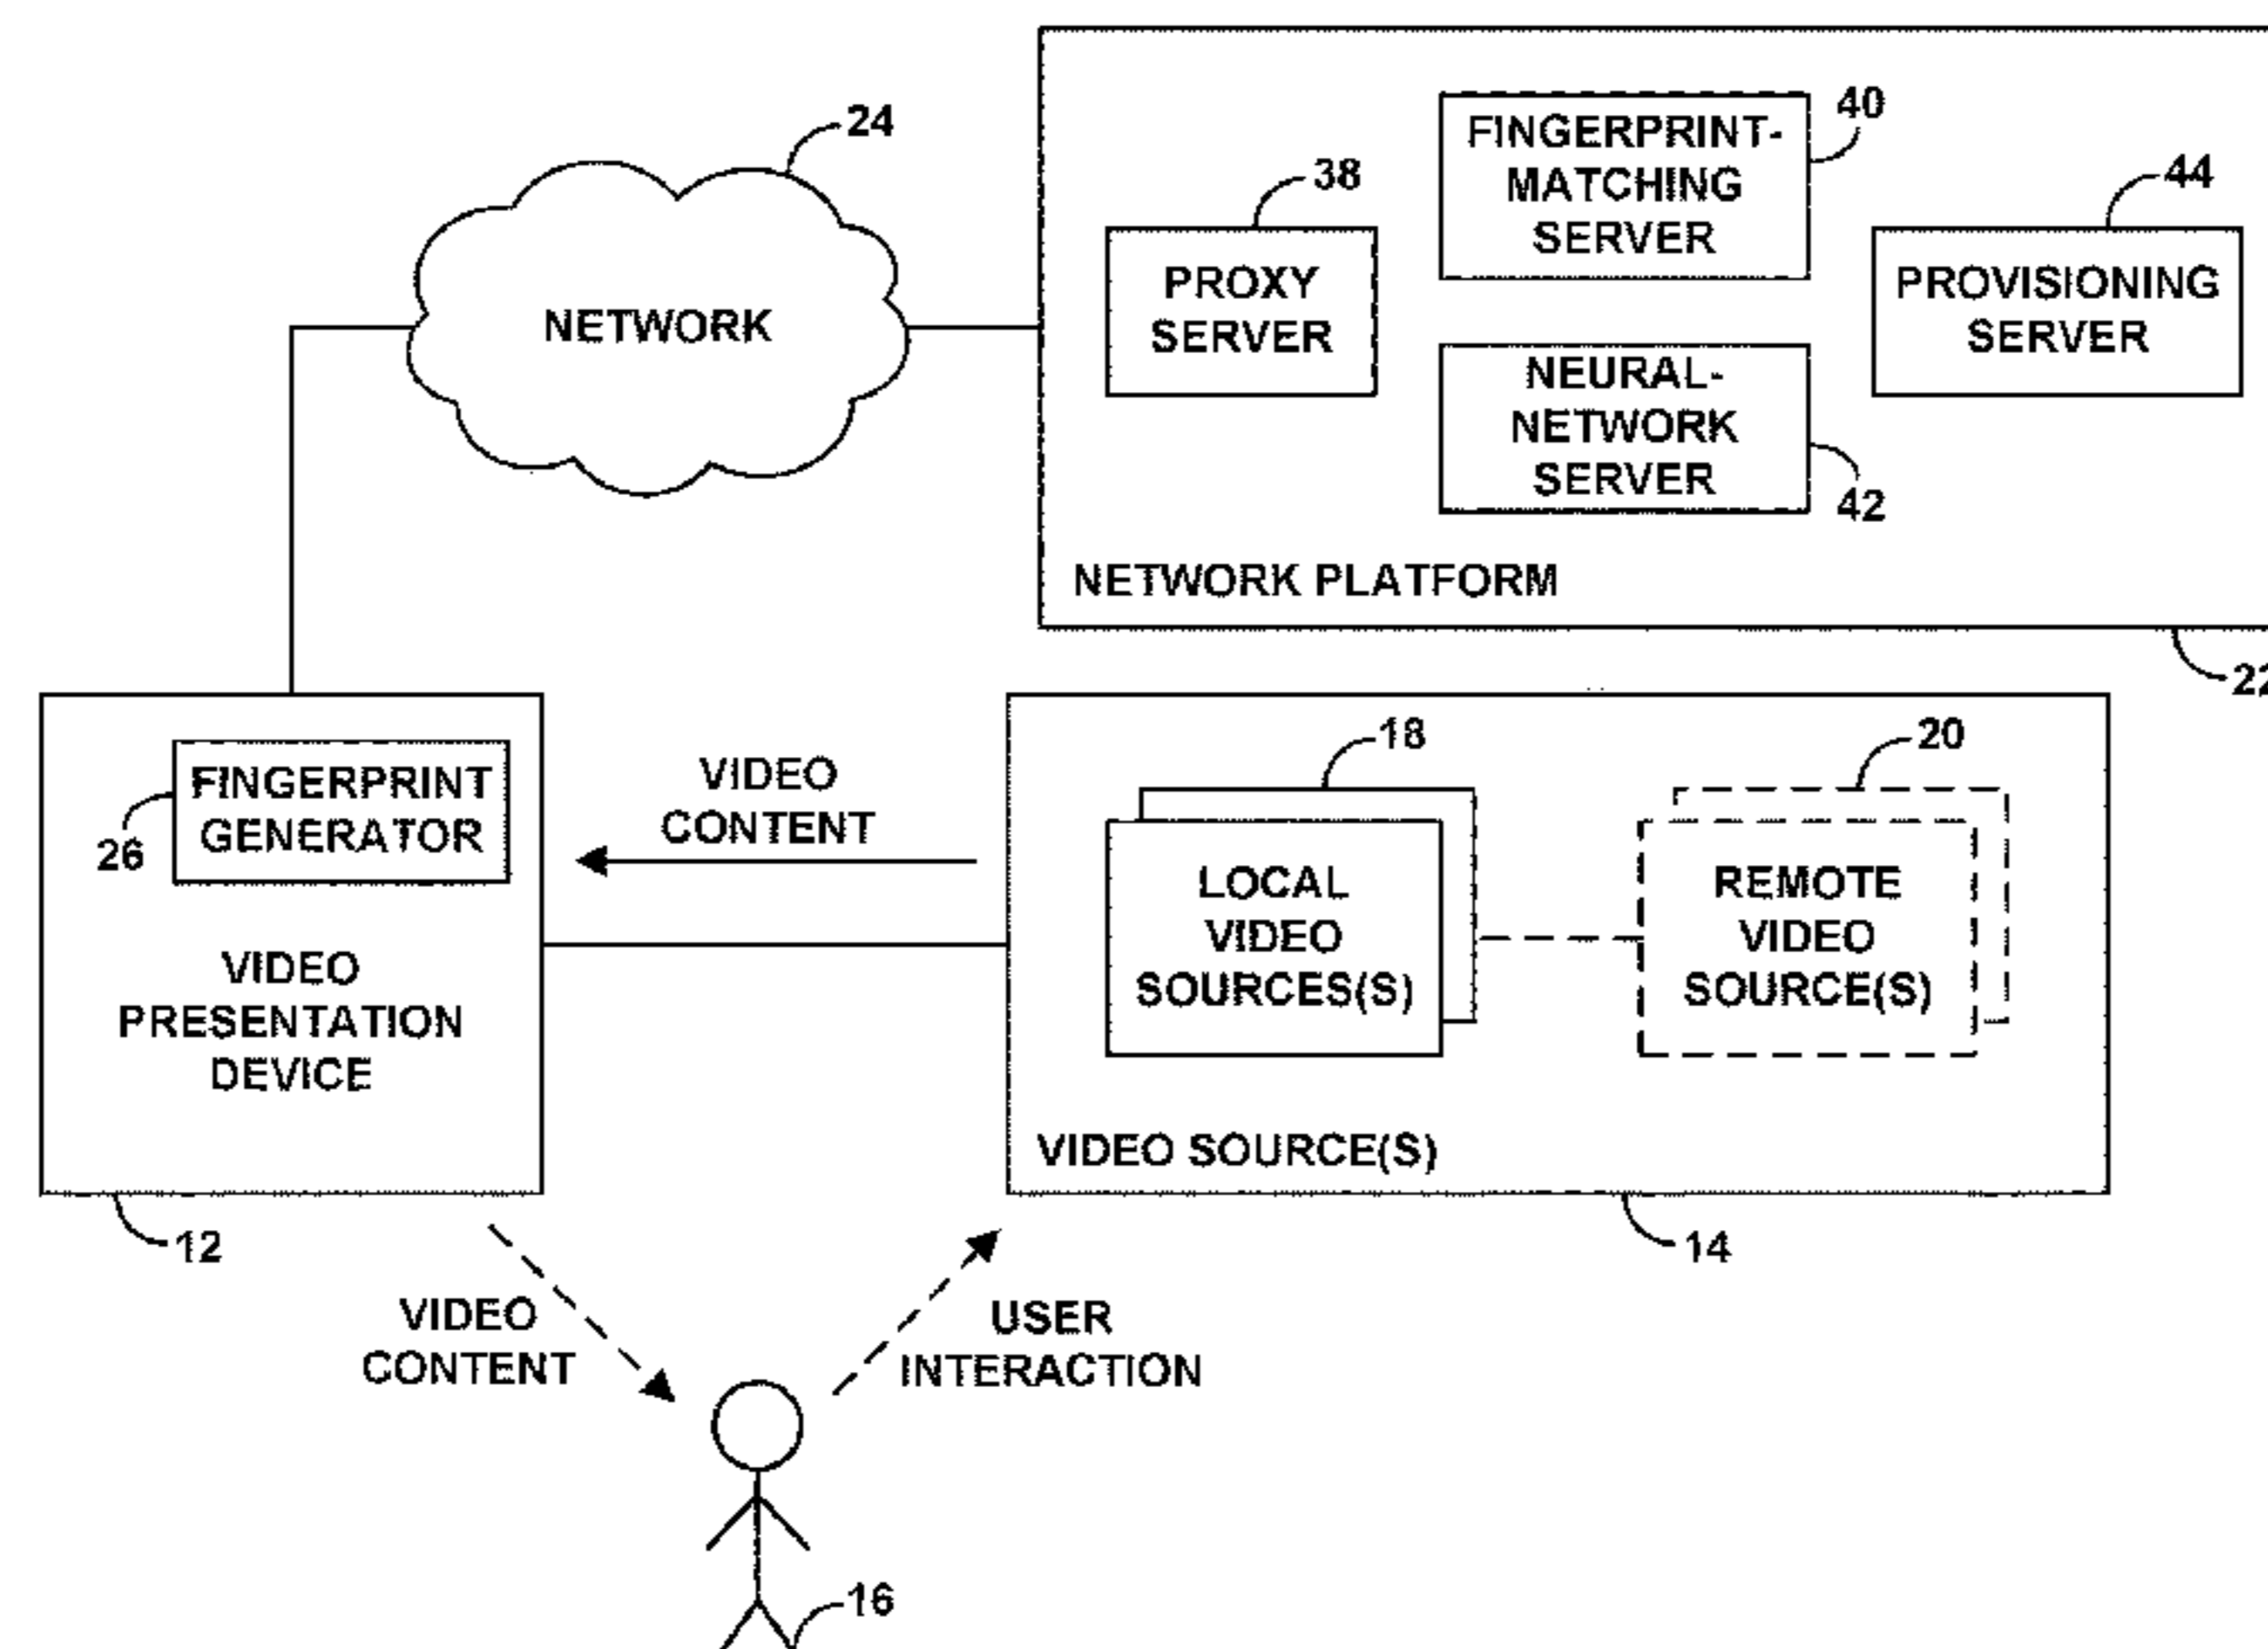 24
NETWORK
38
PROXY
SERVER
40
FINGERPRINT-
MATCHING
SERVER
NEURAL-
NETWORK
SERVER
42
44
PROVISIONING
SERVER
NETWORK PLATFORM
22
FINGERPRINT
GENERATOR
26
VIDEO
PRESENTATION
DEVICE
12
VIDEO
CONTENT
18
LOCAL
VIDEO
SOURCES(S)
20
REMOTE
VIDEO
SOURCE(S)
VIDEO SOURCE(S)
14
VIDEO
CONTENT
USER
INTERACTION
16